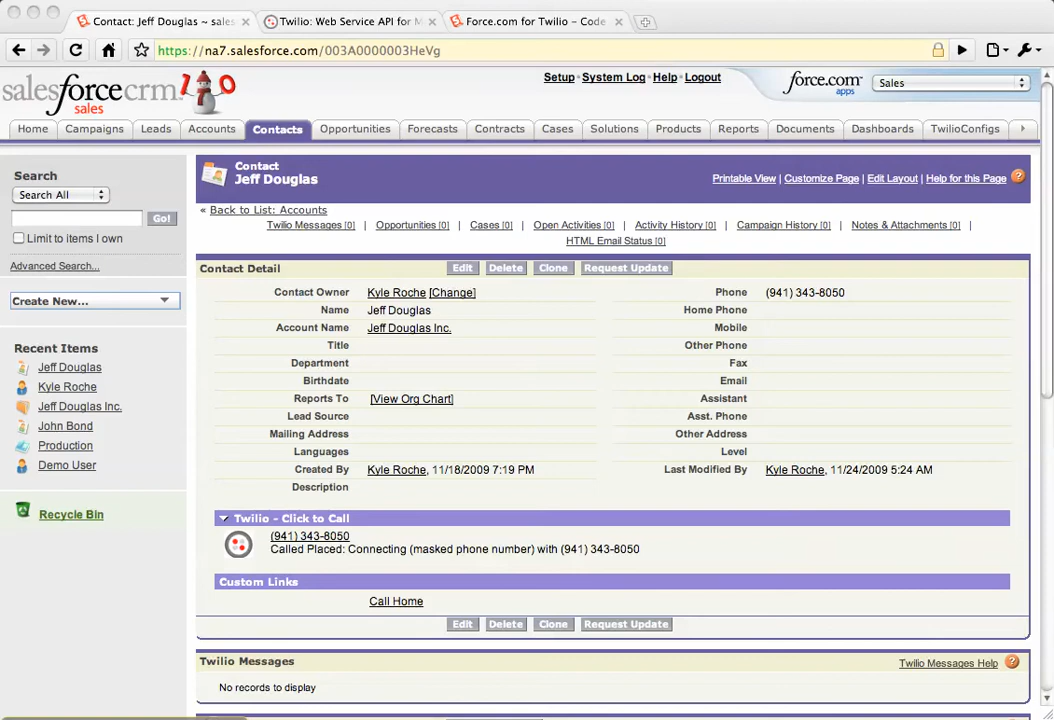 Contact: Jeff Douglas ~ sales
Twilio: Web Service API for M
Force.com for Twilio - Code
https://na7.salesforce.com/003A0000003HeVg
salesforcecrm 10
sales
Setup · System Log · Help · Logout
force.com
apps
Sales
Home Campaigns Leads Accounts Contacts Opportunities Forecasts Contracts Cases Solutions Products Reports Documents Dashboards TwilioConfigs
Search
Search All
Go!
Limit to items I own
Advanced Search...
Create New...
Recent Items
Jeff Douglas
Kyle Roche
Jeff Douglas Inc.
John Bond
Production
Demo User
Recycle Bin
Contact
Jeff Douglas
Printable View | Customize Page | Edit Layout | Help for this Page
« Back to List: Accounts
Twilio Messages [0] | Opportunities [0] | Cases [0] | Open Activities [0] | Activity History [0] | Campaign History [0] | Notes & Attachments [0] |
HTML Email Status [0]
Contact Detail Edit Delete Clone Request Update
Contact Owner Kyle Roche [Change] Phone (941) 343-8050
Name Jeff Douglas Home Phone
Account Name Jeff Douglas Inc. Mobile
Title Other Phone
Department Fax
Birthdate Email
Reports To [View Org Chart] Assistant
Lead Source Asst. Phone
Mailing Address Other Address
Languages Level
Created By Kyle Roche, 11/18/2009 7:19 PM Last Modified By Kyle Roche, 11/24/2009 5:24 AM
Description
Twilio - Click to Call
(941) 343-8050
Called Placed: Connecting (masked phone number) with (941) 343-8050
Custom Links
Call Home
Edit Delete Clone Request Update
Twilio Messages Twilio Messages Help
No records to display